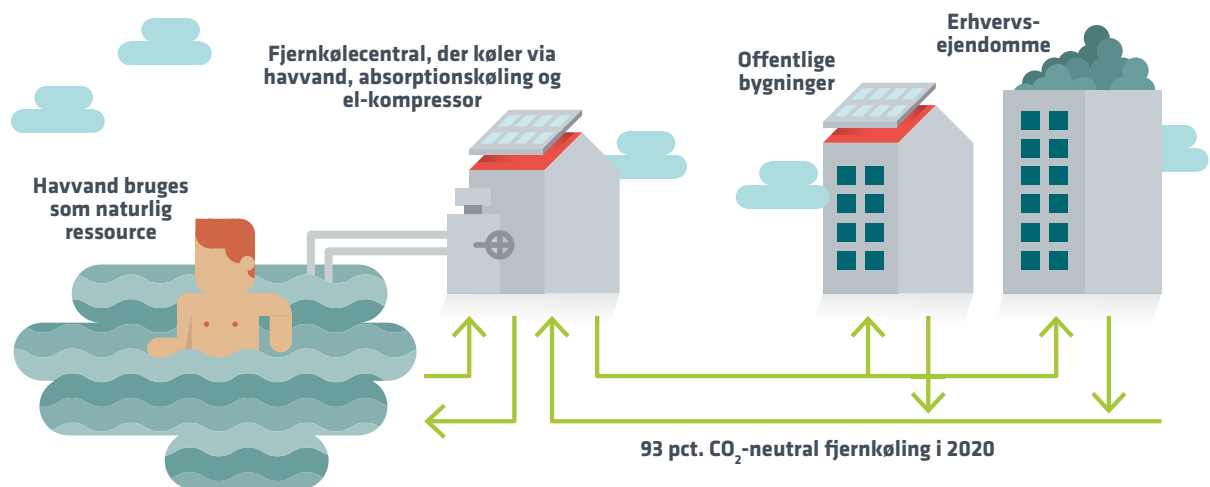 Fjernkølecentral, der køler via
havvand, absorptionskøling og
el-kompressor
Offentlige
bygninger
Erhvervs-
ejendomme
Havvand bruges
som naturlig
ressource
93 pct. CO₂-neutral fjernkøling i 2020